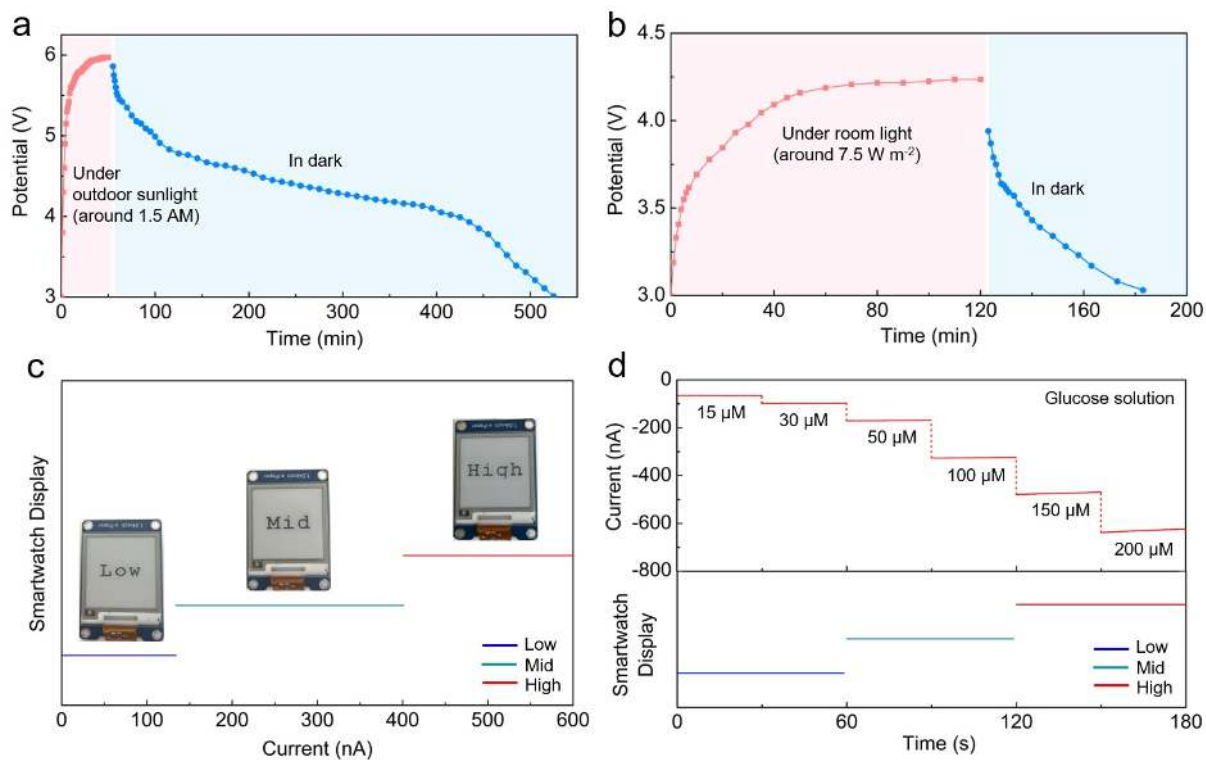 a
6
5
4
3
Potential (V)
Under
outdoor sunlight
(around 1.5 AM)
In dark
0
100
200
300
400
500
Time (min)
b
4.5
4.0
3.5
3.0
Potential (V)
Under room light
(around 7.5 W m⁻²)
In dark
0
40
80
120
160
200
Time (min)
c
Smartwatch Display
Low
Mid
High
Low
Mid
High
0
100
200
300
400
500
600
Current (nA)
d
0
-200
-400
-600
-800
Current (nA)
Glucose solution
15 µM
30 µM
50 µM
100 µM
150 µM
200 µM
Smartwatch
Display
Low
Mid
High
0
60
120
180
Time (s)